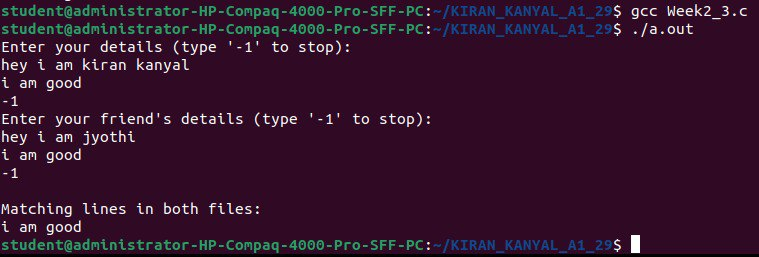 student@administrator-HP-Compaq-4000-Pro-SFF-PC:~/KIRAN_KANYAL_A1_29$ gcc Week2_3.c
student@administrator-HP-Compaq-4000-Pro-SFF-PC:~/KIRAN_KANYAL_A1_29$ ./a.out
Enter your details (type '-1' to stop):
hey i am kiran kanyal
i am good
-1
Enter your friend's details (type '-1' to stop):
hey i am jyothi
i am good
-1
Matching lines in both files:
i am good
student@administrator-HP-Compaq-4000-Pro-SFF-PC:~/KIRAN_KANYAL_A1_29$